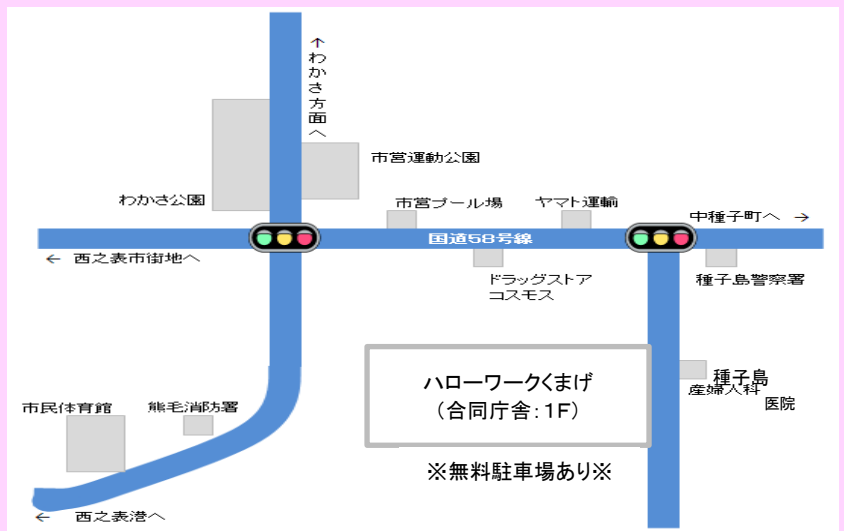 ↑わかさ方面へ
市営運動公園
わかさ公園
市営プール場
ヤマト運輸
中種子町へ →
国道58号線
← 西之表市街地へ
ドラッグストア
コスモス
種子島警察署
ハローワークくまげ
(合同庁舎:1F)
種子島
産婦人科
医院
市民体育館
熊毛消防署
※無料駐車場あり※
← 西之表港へ